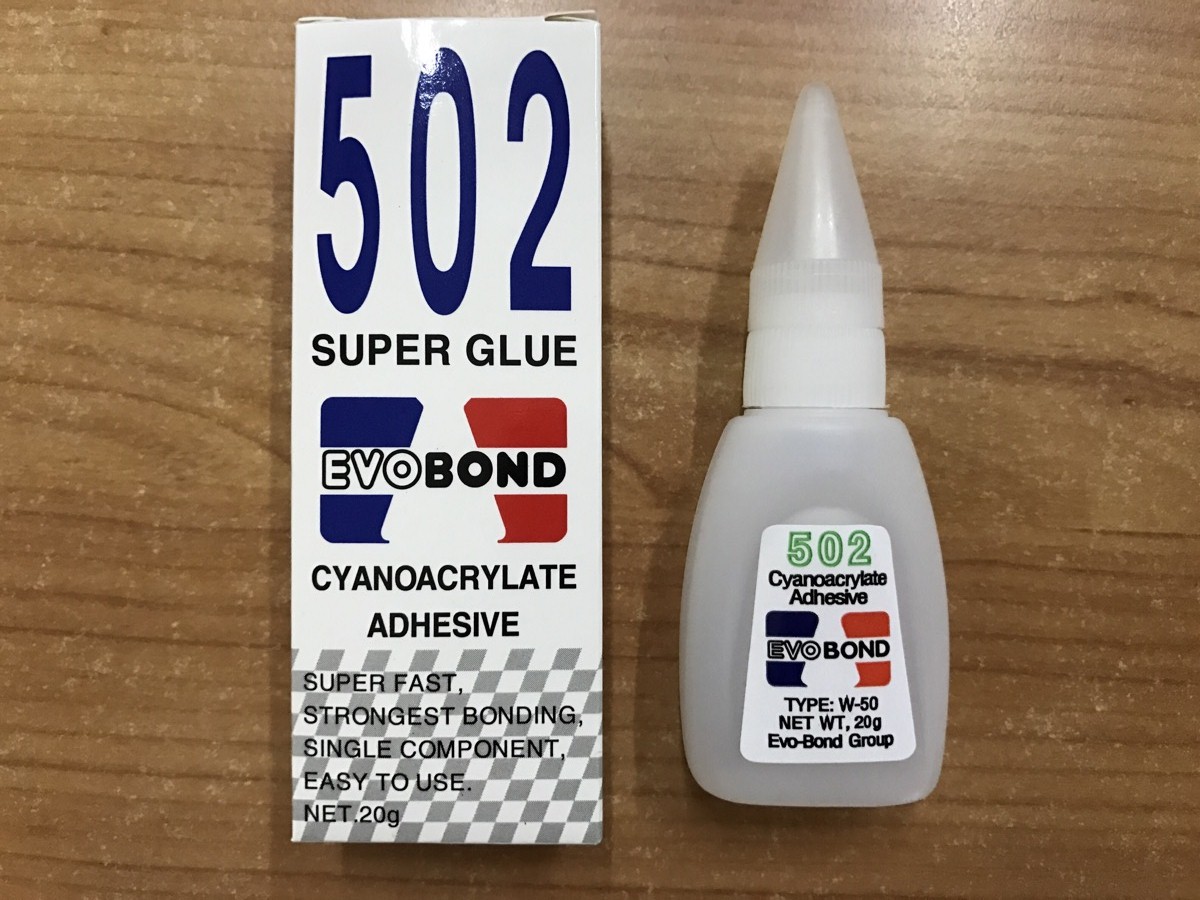 502
SUPER GLUE
EVOBOND
CYANOACRYLATE
ADHESIVE
SUPER FAST,
STRONGEST BONDING,
SINGLE COMPONENT,
EASY TO USE.
NET.20g
502
Cyanoacrylate
Adhesive
EVOBOND
TYPE: W-50
NET WT, 20g
Evo-Bond Group